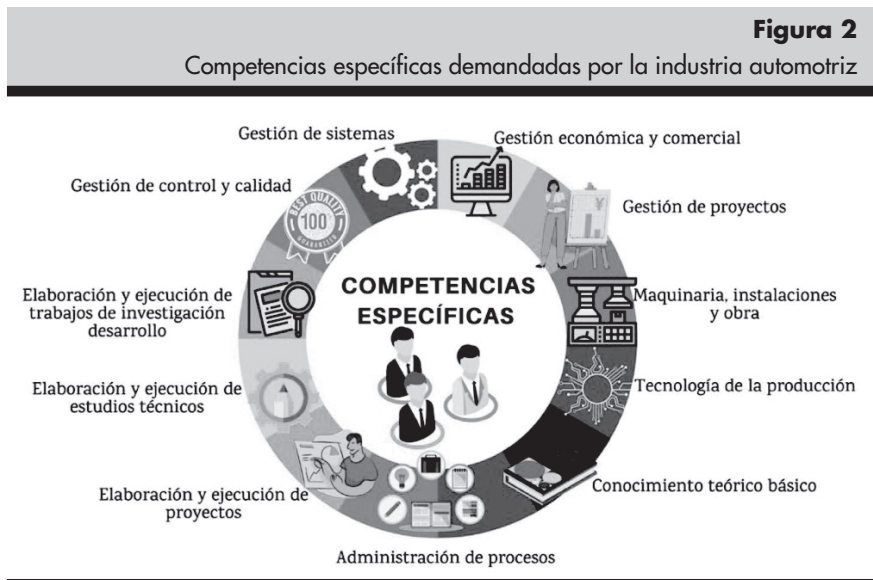 Figura 2
Competencias específicas demandadas por la industria automotriz
Gestión de sistemas
Gestión económica y comercial
Gestión de control y calidad
BEST QUALITY
100
GUARANTEED
Gestión de proyectos
¥
COMPETENCIAS
ESPECÍFICAS
Elaboración y ejecución de
trabajos de investigación
desarrollo
Maquinaria, instalaciones
y obra
Elaboración y ejecución de
estudios técnicos
Tecnología de la producción
Elaboración y ejecución de
proyectos
Conocimiento teórico básico
Administración de procesos